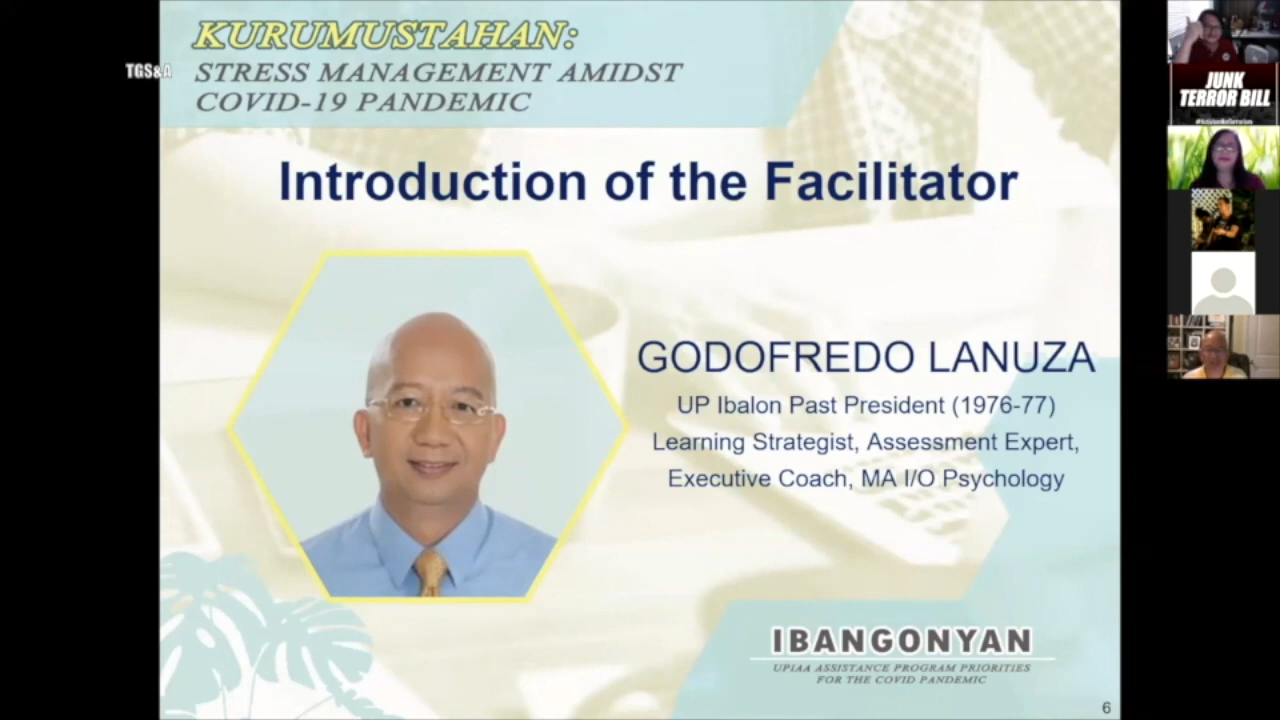 KURUMUSTAHAN:
STRESS MANAGEMENT AMIDST
COVID-19 PANDEMIC
TGS&A
Introduction of the Facilitator
GODOFREDO LANUZA
UP Ibalon Past President (1976-77)
Learning Strategist, Assessment Expert,
Executive Coach, MA I/O Psychology
IBANGONYAN
UPIAA ASSISTANCE PROGRAM PRIORITIES
FOR THE COVID PANDEMIC
6
JUNK
TERROR BILL